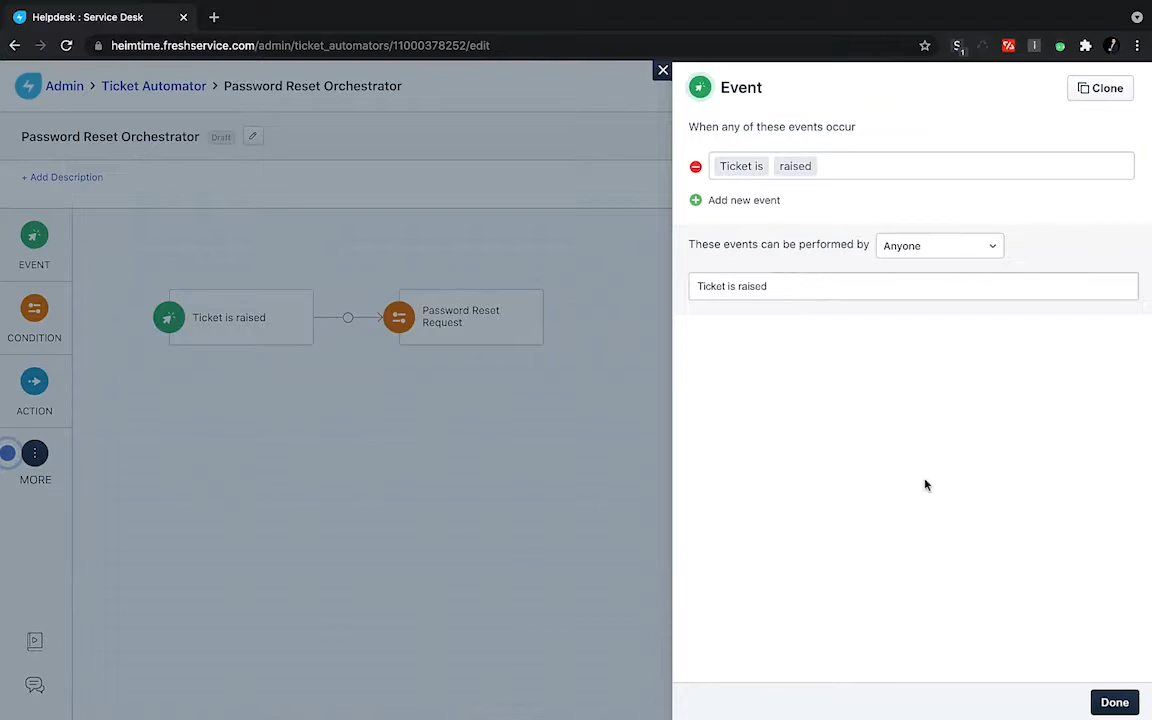 Helpdesk : Service Desk
heimtime.freshservice.com/admin/ticket_automators/11000378252/edit
Admin > Ticket Automator > Password Reset Orchestrator
Password Reset Orchestrator Draft
+ Add Description
EVENT
CONDITION
ACTION
MORE
Ticket is raised
Password Reset
Request
Event
Clone
When any of these events occur
Ticket is raised
Add new event
These events can be performed by Anyone
Ticket is raised
Done